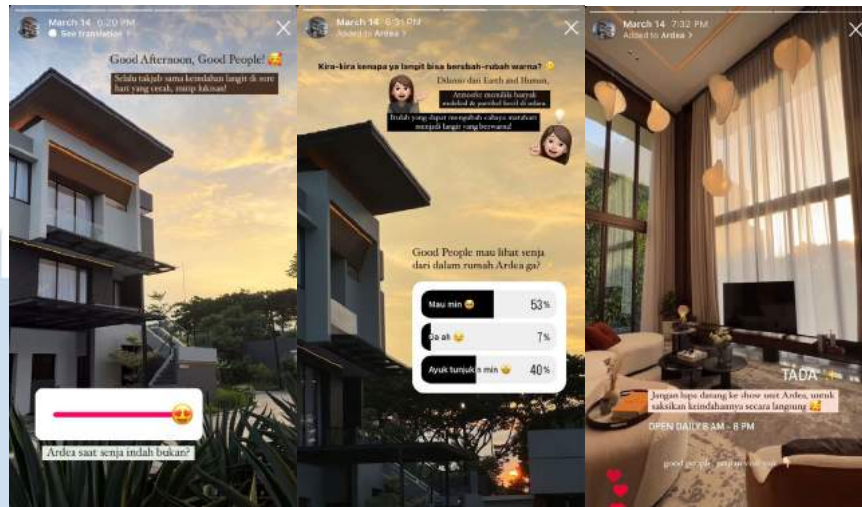 March 14 6:20 PM
See translation >
Good Afternoon, Good People!
Selalu takjub sama keindahan langit di sore
hari yang cerah, mirip lukisan!
Ardea saat senja indah bukan?
March 14 6:31 PM
Added to Ardea >
Kira-kira kenapa ya langit bisa berubah-rubah warna?
Dilansir dari Earth and Human,
Atmosfir memiliki banyak
molekul & partikel kecil di udara.
Itulah yang dapat mengubah cahaya matahari
menjadi langit yang berwarna!
Good People mau lihat senja
dari dalam rumah Ardea ga?
Mau min 53%
ah 7%
Ayuk tunjukin min 40%
March 14 7:32 PM
Added to Ardea >
TADA
Jangan lupa datang ke show unit Ardea, untuk
saksikan keindahannya secara langsung
OPEN DAILY 8 AM - 8 PM
good people